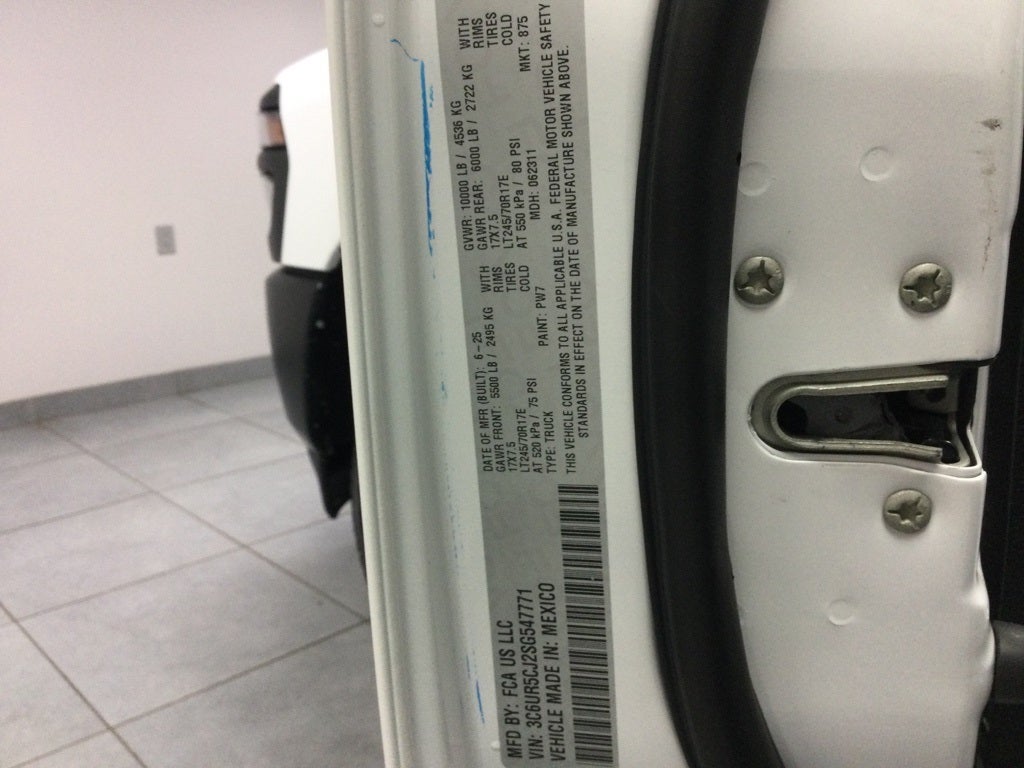 MFD BY: FCA US LLC
VIN: 3C6UR5CJ2SG547771
VEHICLE MADE IN: MEXICO
DATE OF MFR (BUILT): 6-25
GAWR FRONT: 5500 LB / 2495 KG WITH
17X7.5 RIMS
LT245/70R17E TIRES
AT 520 kPa / 75 PSI COLD
TYPE: TRUCK PAINT: PW7
GVWR: 10000 LB / 4536 KG
GAWR REAR: 6000 LB / 2722 KG WITH
17X7.5 RIMS
LT245/70R17E TIRES
AT 550 kPa / 80 PSI COLD
MDH: 062311 MKT: 875
THIS VEHICLE CONFORMS TO ALL APPLICABLE U.S.A. FEDERAL MOTOR VEHICLE SAFETY
STANDARDS IN EFFECT ON THE DATE OF MANUFACTURE SHOWN ABOVE.